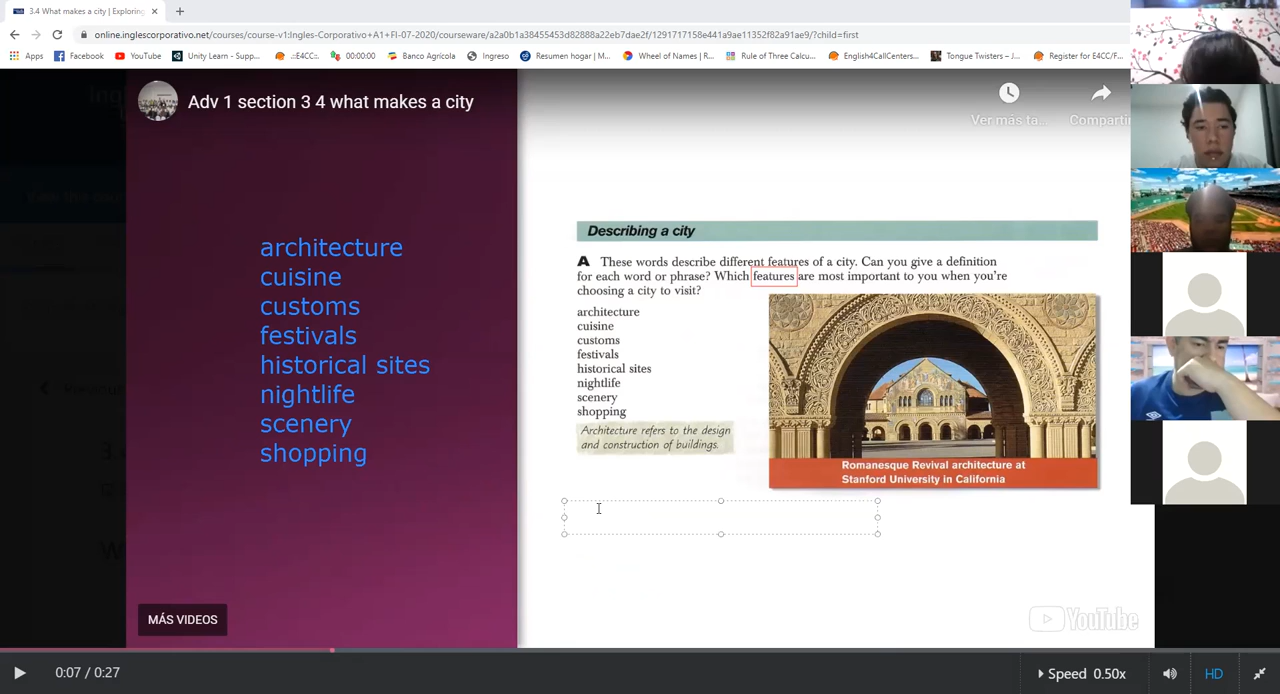 3.4 What makes a city | Exploring
online.inglescorporativo.net/courses/course-v1:Ingles-Corporativo+A1+FI-07-2020/courseware/a2a0b1a38455453d82888a22eb7dae2f/1291717158e441a9ae11352f82a91ae9/?child=first
Apps Facebook YouTube Unity Learn - Supp... .:E4CC:. 00:00:00 Banco Agrícola Ingreso Resumen hogar | M... Wheel of Names | R... Rule of Three Calcu... English4CallCenters... Tongue Twisters – J... Register for E4CC/F...
Adv 1 section 3 4 what makes a city
Ver más ta...
Compartir
architecture
cuisine
customs
festivals
historical sites
nightlife
scenery
shopping
Describing a city
A These words describe different features of a city. Can you give a definition
for each word or phrase? Which features are most important to you when you're
choosing a city to visit?
architecture
cuisine
customs
festivals
historical sites
nightlife
scenery
shopping
Architecture refers to the design
and construction of buildings.
Romanesque Revival architecture at
Stanford University in California
MÁS VIDEOS
YouTube
0:07 / 0:27
Speed 0.50x
HD